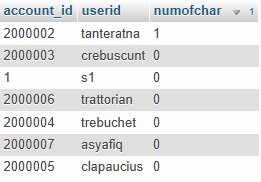 account_id userid numofchar 1
2000002 tanteratna 1
2000003 crebuscunt 0
1 s1 0
2000006 trattorian 0
2000004 trebuchet 0
2000007 asyafiq 0
2000005 clapaucius 0